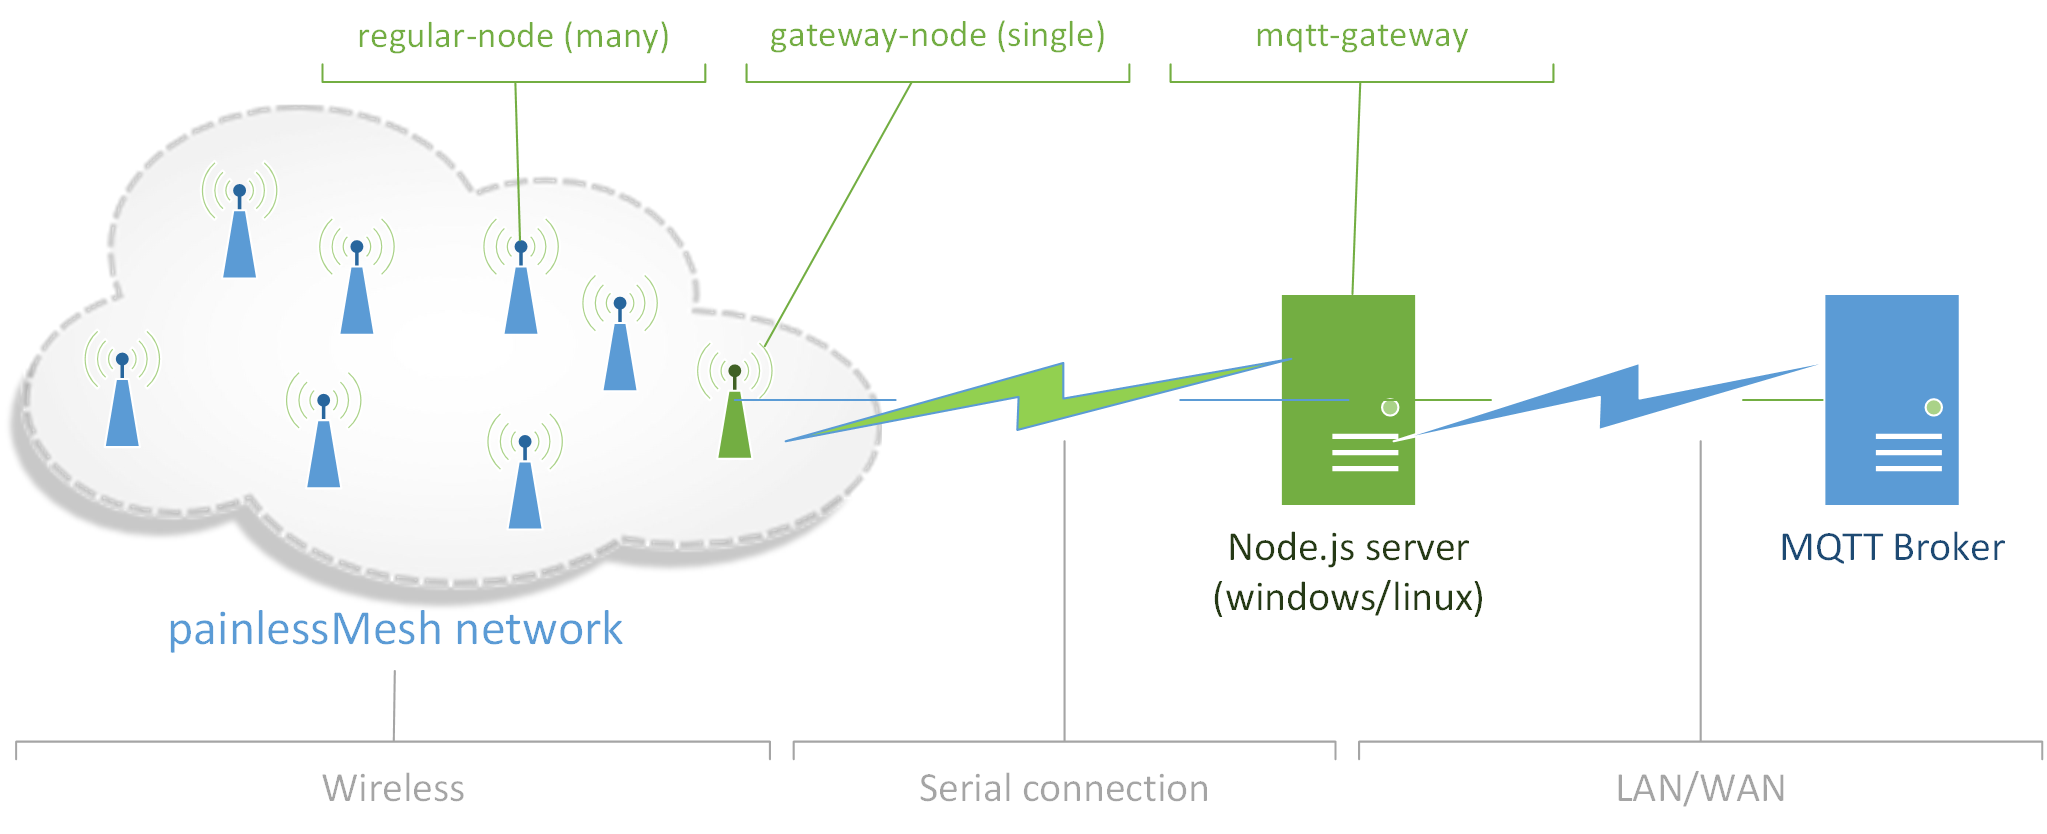 regular-node (many)
gateway-node (single)
mqtt-gateway
Node.js server
(windows/linux)
MQTT Broker
painlessMesh network
Wireless
Serial connection
LAN/WAN